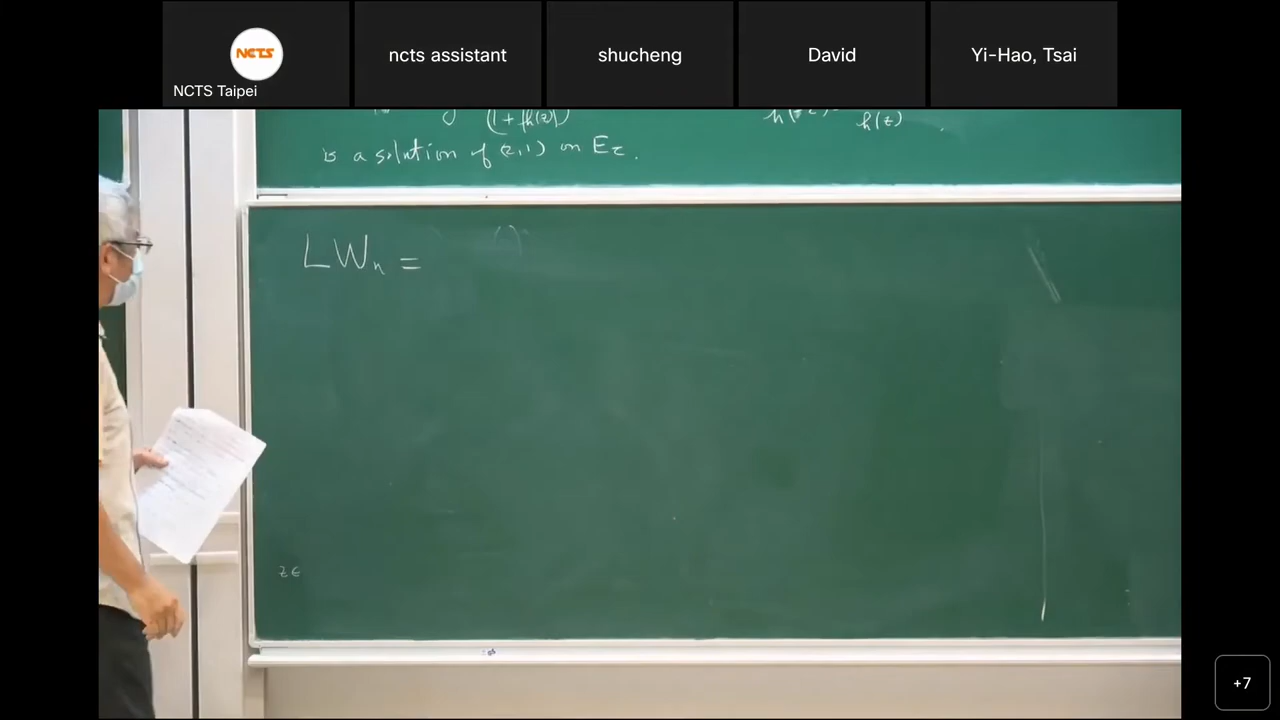 NCTS
NCTS Taipei
ncts assistant
shucheng
David
Yi-Hao, Tsai
(1 + |h(z)|)
h(z)
is a solution of (2,1) on Eτ.
LWₙ =
z ∈
+7